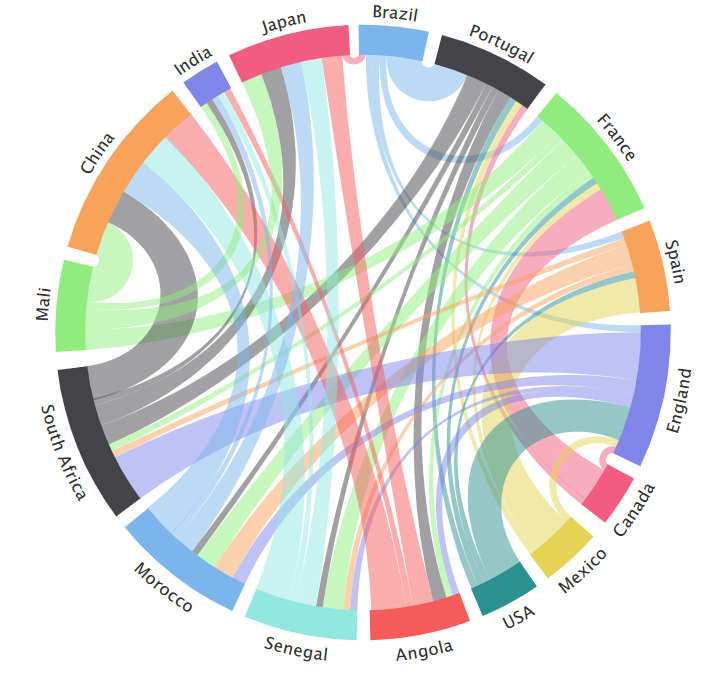 Brazil
Portugal
France
Spain
England
Canada
Mexico
USA
Angola
Senegal
Morocco
South Africa
Mali
China
India
Japan